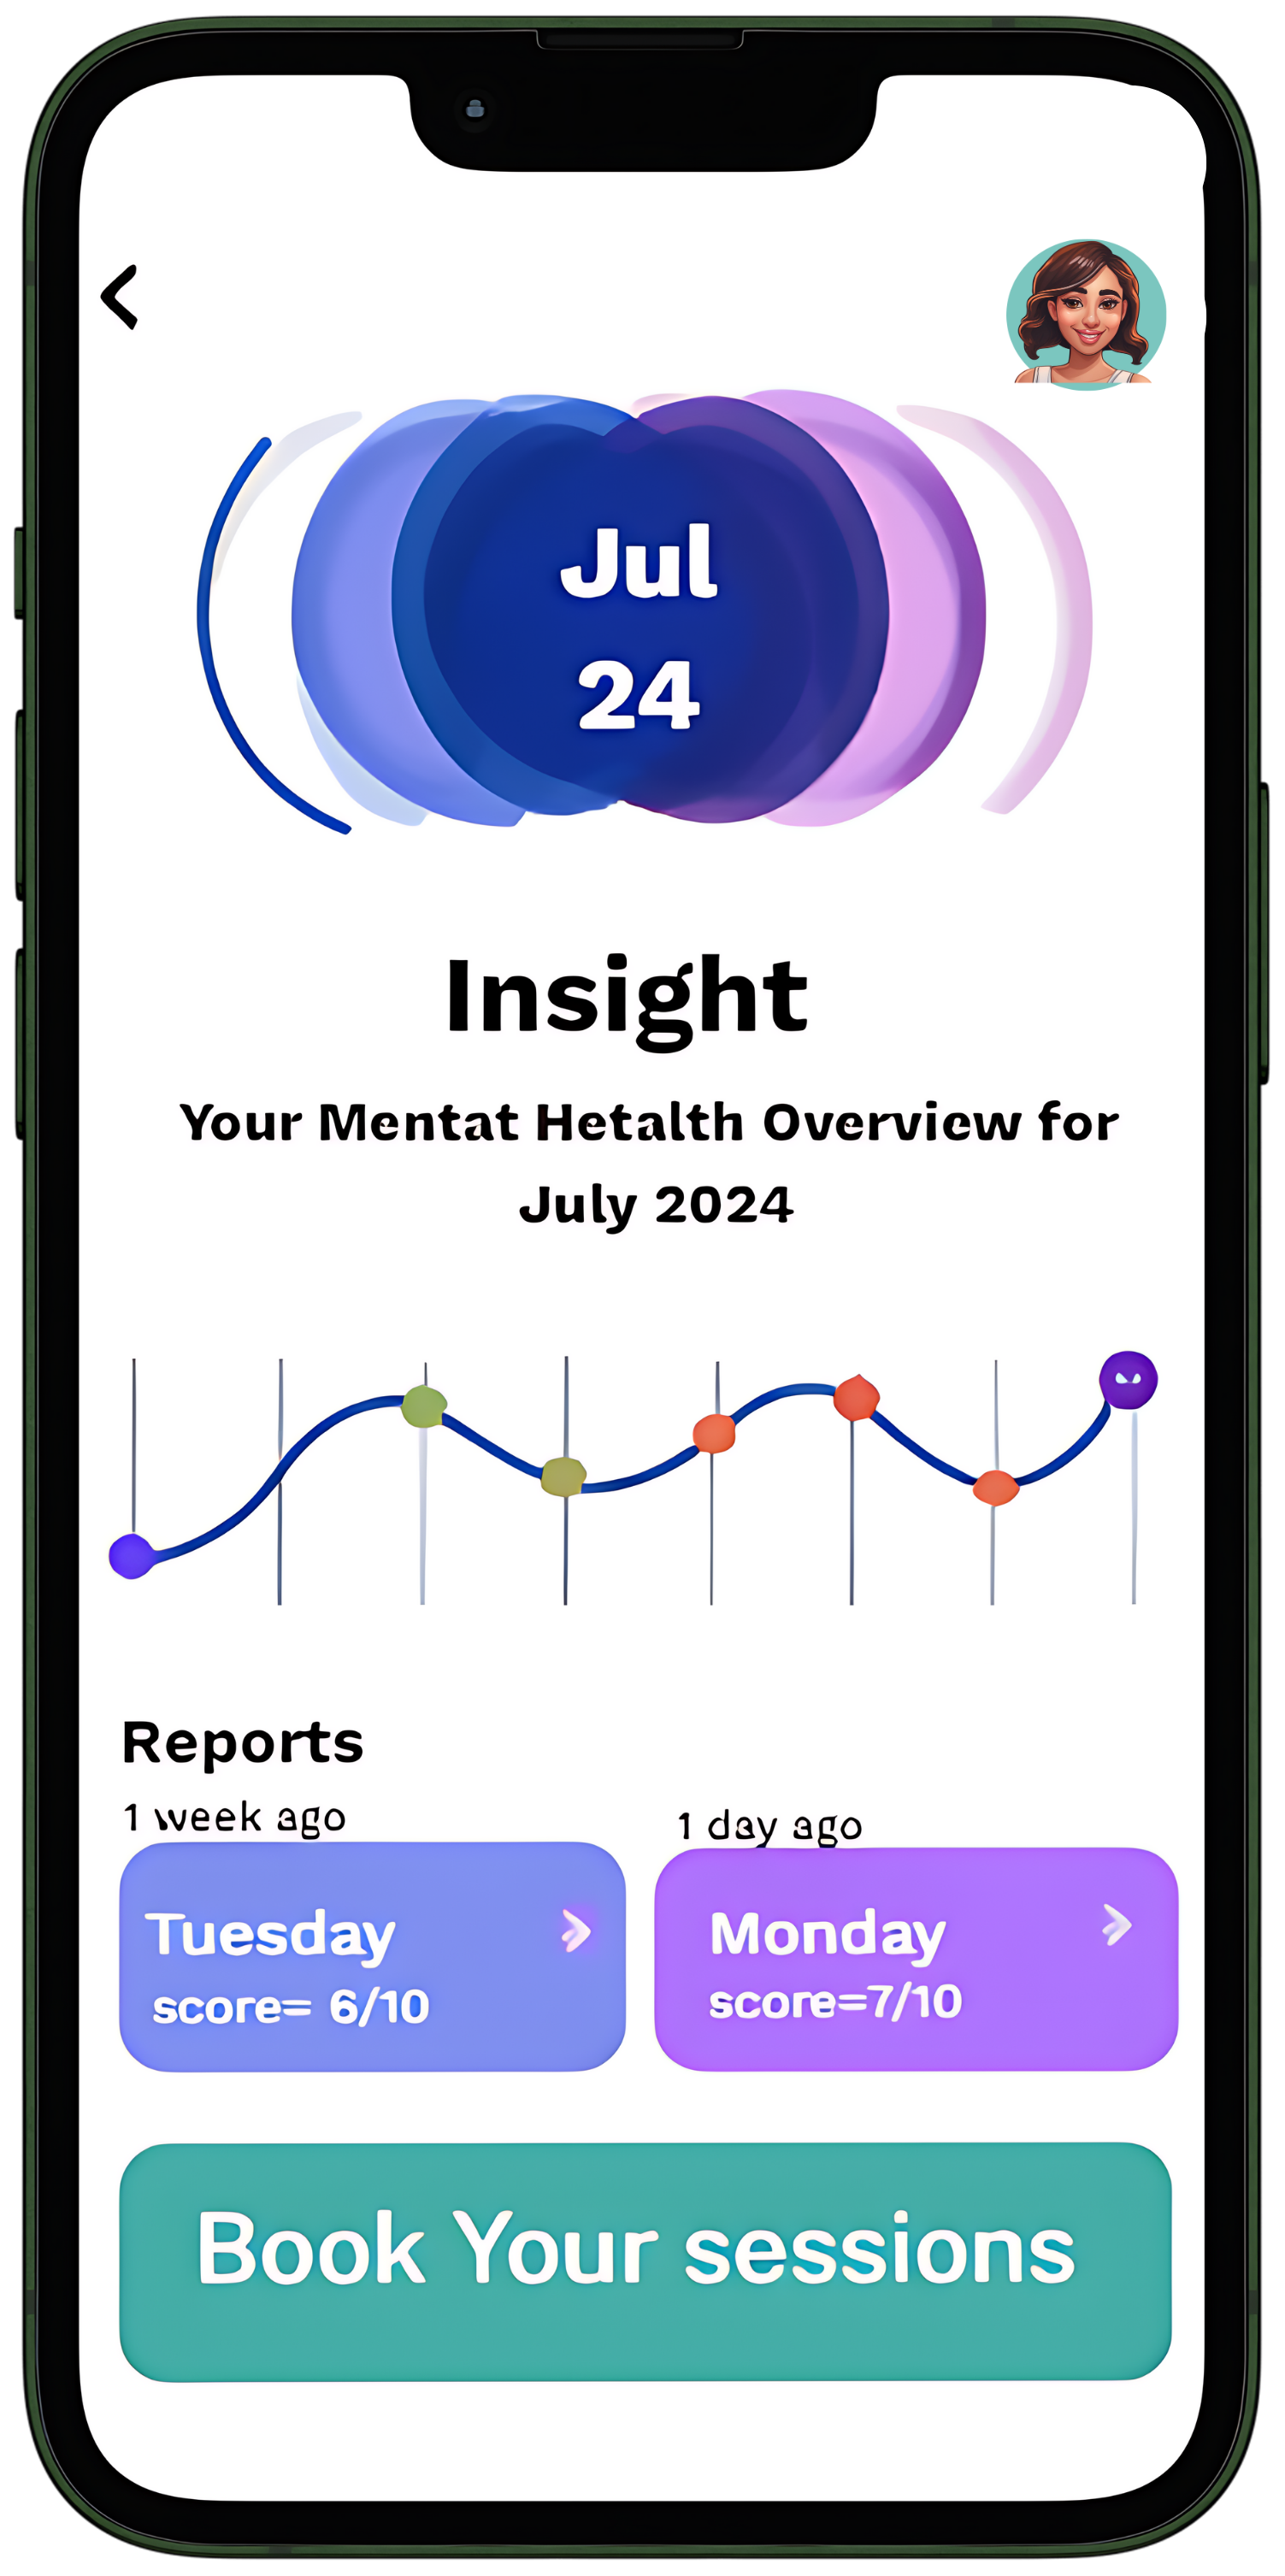 Jul
24
Insight
Your Mentat Hetalth Overview for
July 2024
Reports
1 week ago
1 day ago
Tuesday
score= 6/10
Monday
score=7/10
Book Your sessions